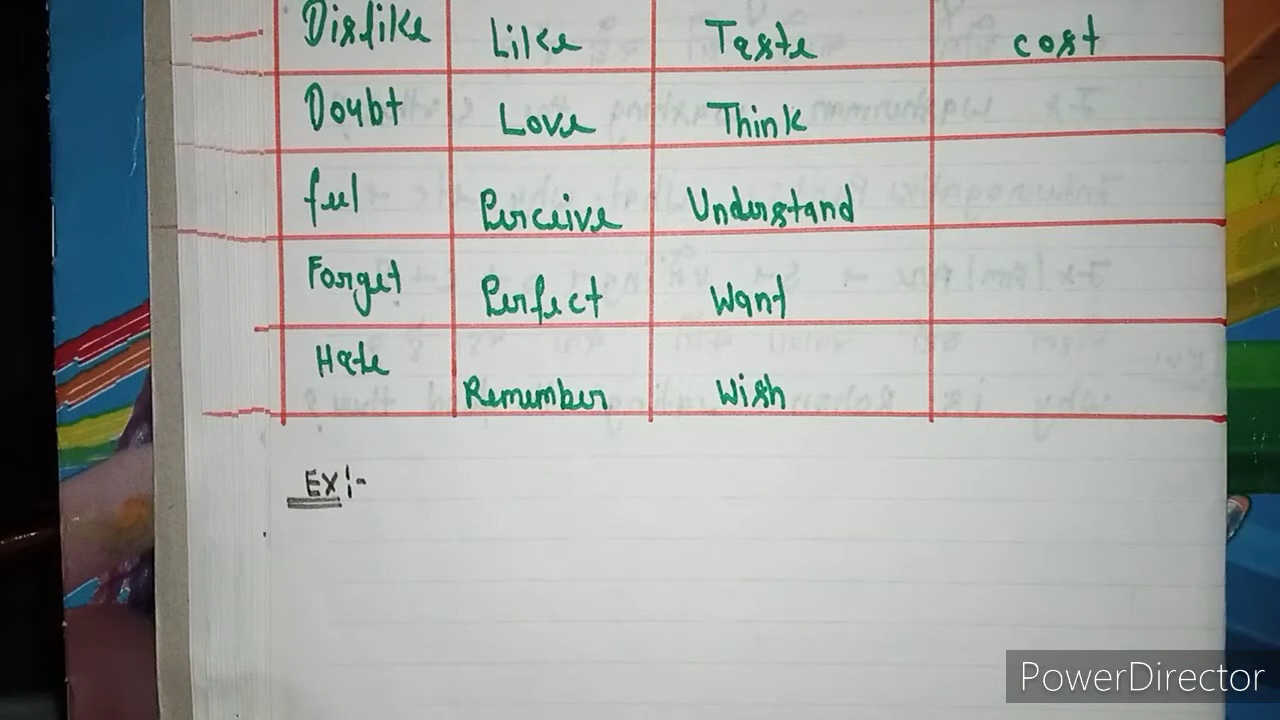 Dislike Like Taste cost
Doubt Love Think
feel Perceive Understand
Forget Perfect Want
Hate Remember Wish
Ex:-
PowerDirector